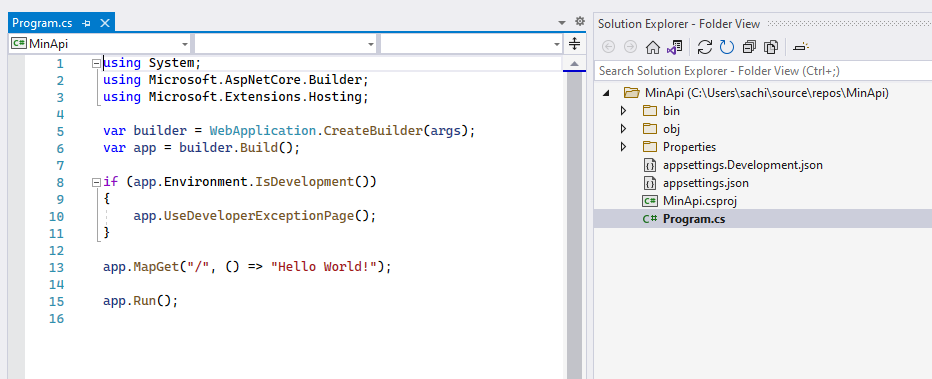 Program.cs
MinApi
1 using System;
2 using Microsoft.AspNetCore.Builder;
3 using Microsoft.Extensions.Hosting;
4
5 var builder = WebApplication.CreateBuilder(args);
6 var app = builder.Build();
7
8 if (app.Environment.IsDevelopment())
9 {
10     app.UseDeveloperExceptionPage();
11 }
12
13 app.MapGet("/", () => "Hello World!");
14
15 app.Run();
16
Solution Explorer - Folder View
Search Solution Explorer - Folder View (Ctrl+;)
MinApi (C:\Users\sachi\source\repos\MinApi)
bin
obj
Properties
appsettings.Development.json
appsettings.json
C# MinApi.csproj
C# Program.cs